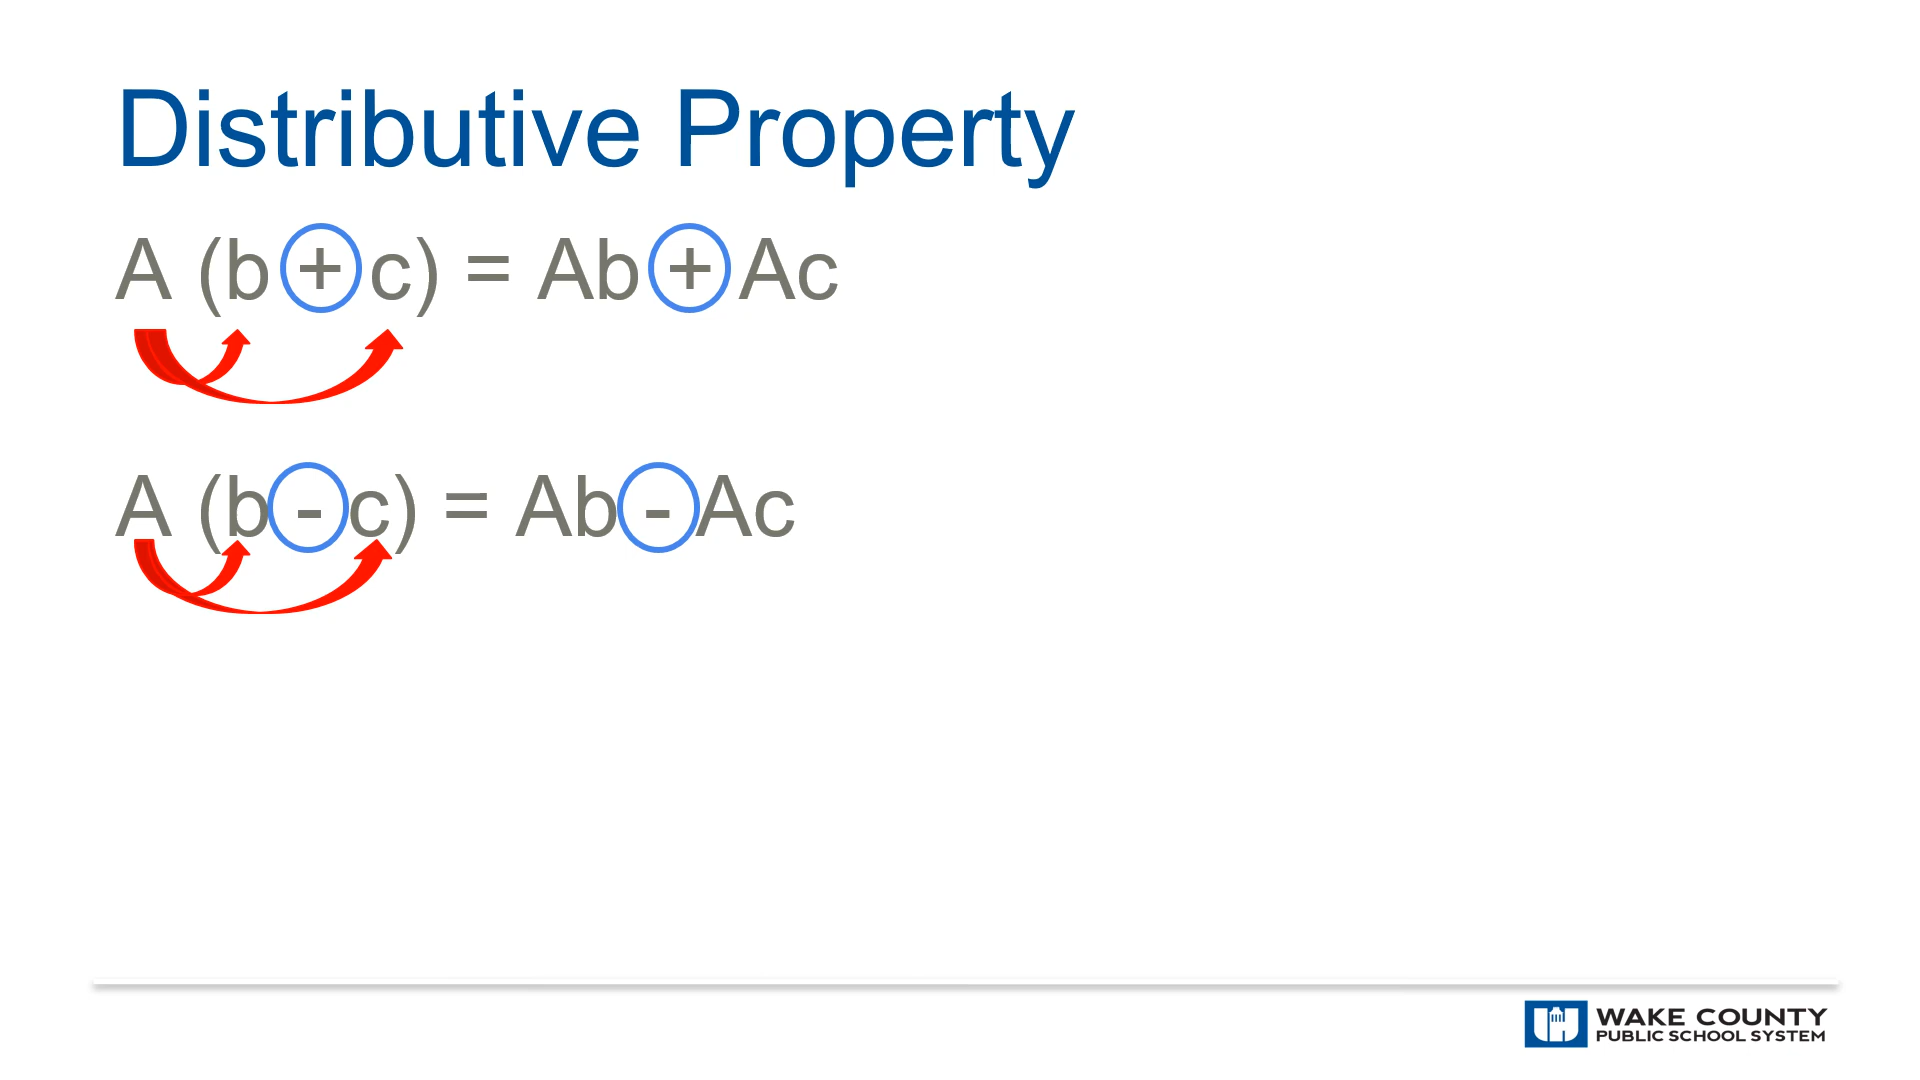 Distributive Property
A (b + c) = Ab + Ac
A (b - c) = Ab - Ac
WAKE COUNTY
PUBLIC SCHOOL SYSTEM